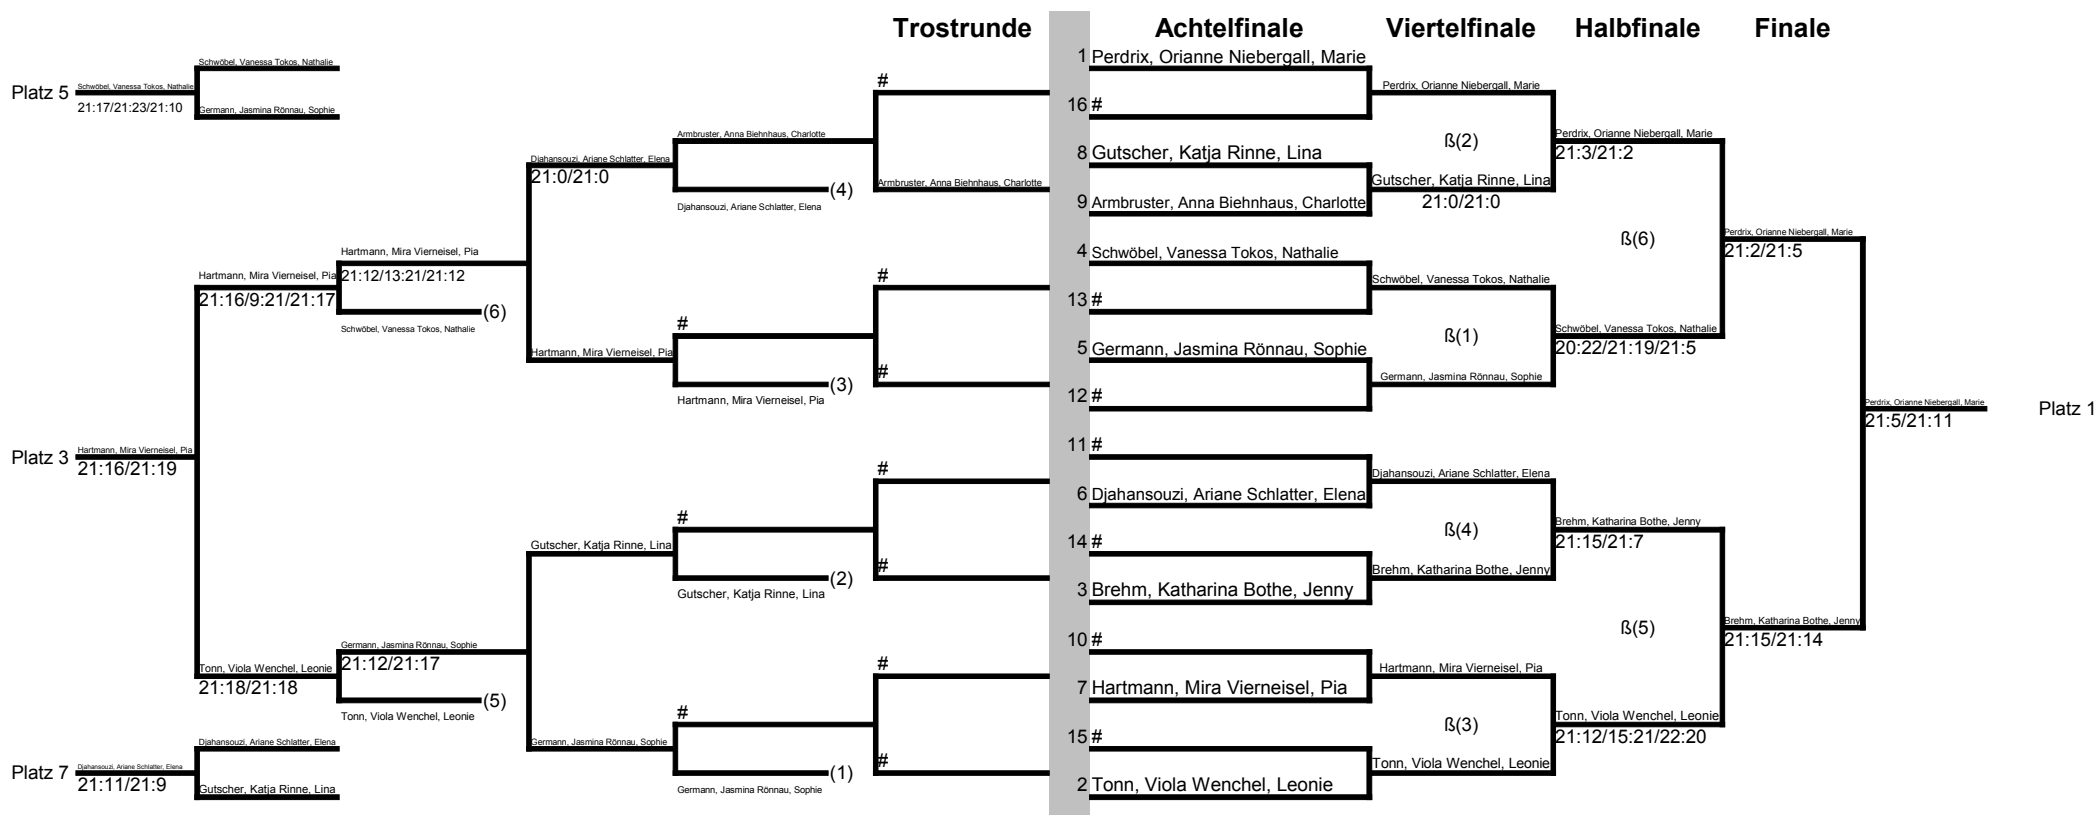 Trostrunde Achtelfinale Viertelfinale Halbfinale Finale
Platz 5
Schwöbel, Vanessa Tokos, Nathalie
21:17/21:23/21:10
Schwöbel, Vanessa Tokos, Nathalie
Germann, Jasmina Rönnau, Sophie
Platz 3
Hartmann, Mira Vierneisel, Pia
21:16/21:19
Hartmann, Mira Vierneisel, Pia
21:16/9:21/21:17
Tonn, Viola Wenchel, Leonie
21:18/21:18
Platz 7
Djahansouzi, Ariane Schlatter, Elena
21:11/21:9
Djahansouzi, Ariane Schlatter, Elena
Gutscher, Katja Rinne, Lina
Hartmann, Mira Vierneisel, Pia
21:12/13:21/21:12
(6)
Schwöbel, Vanessa Tokos, Nathalie
Germann, Jasmina Rönnau, Sophie
21:12/21:17
(5)
Tonn, Viola Wenchel, Leonie
Djahansouzi, Ariane Schlatter, Elena
21:0/21:0
Hartmann, Mira Vierneisel, Pia
Gutscher, Katja Rinne, Lina
Germann, Jasmina Rönnau, Sophie
Armbruster, Anna Biehnhaus, Charlotte
(4)
Djahansouzi, Ariane Schlatter, Elena
#
(3)
Hartmann, Mira Vierneisel, Pia
#
(2)
Gutscher, Katja Rinne, Lina
#
(1)
Germann, Jasmina Rönnau, Sophie
#
Armbruster, Anna Biehnhaus, Charlotte
#
#
#
#
#
#
1 Perdrix, Orianne Niebergall, Marie
16 #
8 Gutscher, Katja Rinne, Lina
9 Armbruster, Anna Biehnhaus, Charlotte
4 Schwöbel, Vanessa Tokos, Nathalie
13 #
5 Germann, Jasmina Rönnau, Sophie
12 #
11 #
6 Djahansouzi, Ariane Schlatter, Elena
14 #
3 Brehm, Katharina Bothe, Jenny
10 #
7 Hartmann, Mira Vierneisel, Pia
15 #
2 Tonn, Viola Wenchel, Leonie
Perdrix, Orianne Niebergall, Marie
ß(2)
Gutscher, Katja Rinne, Lina
21:0/21:0
Schwöbel, Vanessa Tokos, Nathalie
ß(1)
Germann, Jasmina Rönnau, Sophie
Djahansouzi, Ariane Schlatter, Elena
ß(4)
Brehm, Katharina Bothe, Jenny
Hartmann, Mira Vierneisel, Pia
ß(3)
Tonn, Viola Wenchel, Leonie
Perdrix, Orianne Niebergall, Marie
21:3/21:2
ß(6)
Schwöbel, Vanessa Tokos, Nathalie
20:22/21:19/21:5
Brehm, Katharina Bothe, Jenny
21:15/21:7
ß(5)
Tonn, Viola Wenchel, Leonie
21:12/15:21/22:20
Perdrix, Orianne Niebergall, Marie
21:2/21:5
Brehm, Katharina Bothe, Jenny
21:15/21:14
Perdrix, Orianne Niebergall, Marie
21:5/21:11
Platz 1